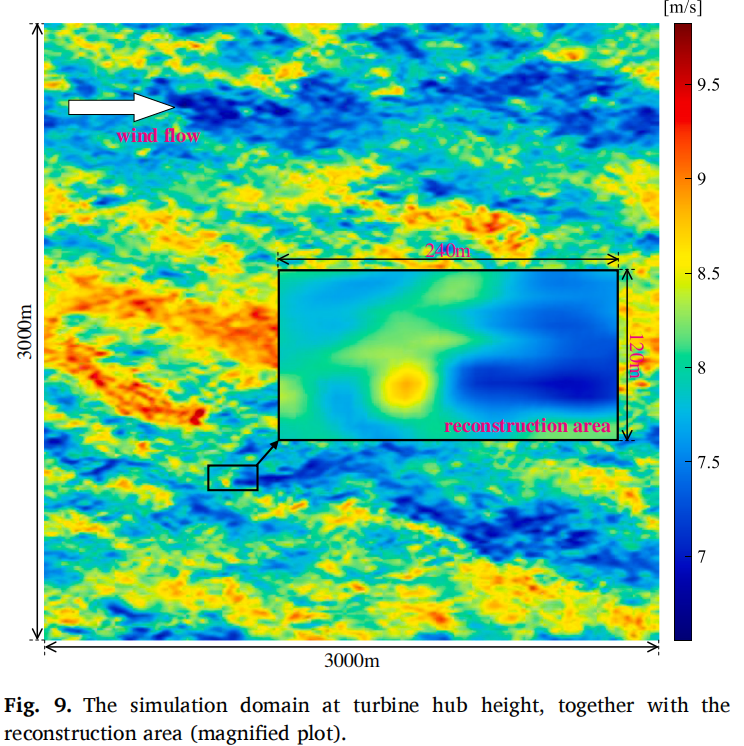 [m/s]
9.5
wind flow
9
240m
8.5
3000m
120m
8
reconstruction area
7.5
7
3000m
Fig. 9. The simulation domain at turbine hub height, together with the
reconstruction area (magnified plot).